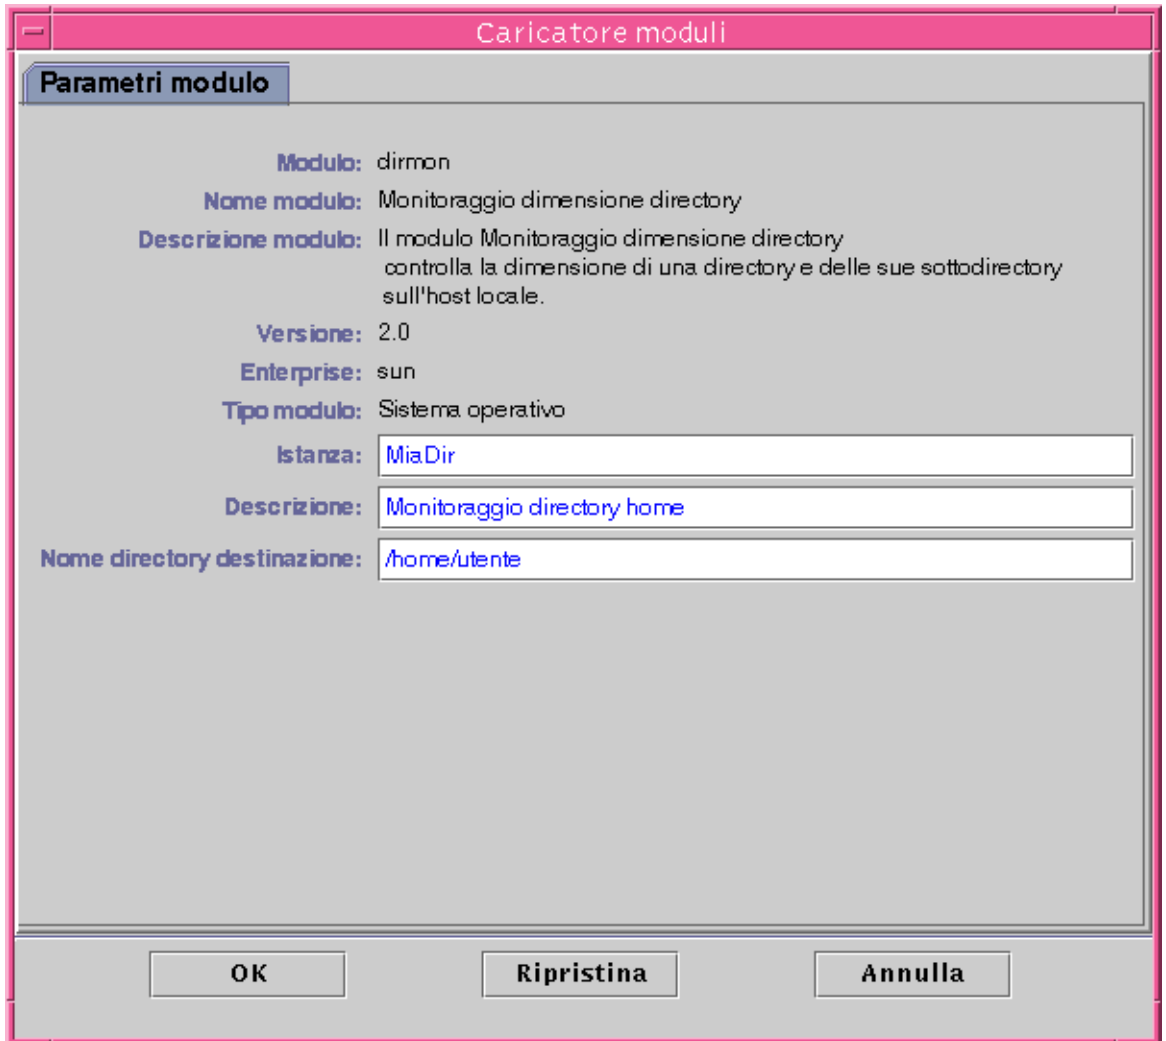 Caricatore moduli
Parametri modulo
Modulo: dirmon
Nome modulo: Monitoraggio dimensione directory
Descrizione modulo: Il modulo Monitoraggio dimensione directory
controlla la dimensione di una directory e delle sue sottodirectory
sull'host locale.
Versione: 2.0
Enterprise: sun
Tipo modulo: Sistema operativo
Istanza: MiaDir
Descrizione: Monitoraggio directory home
Nome directory destinazione: /home/utente
OK Ripristina Annulla